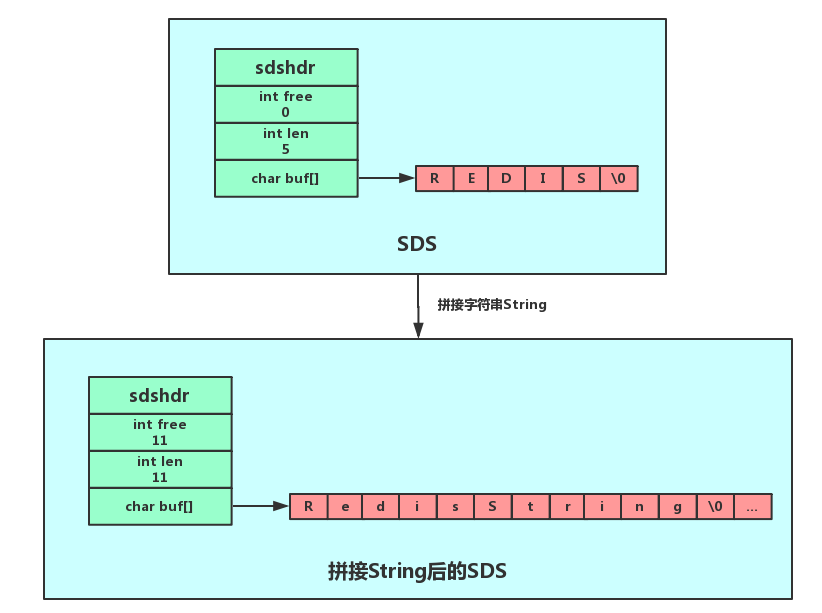 sdshdr
int free
0
int len
5
char buf[]
R E D I S \0
SDS
拼接字符串String
sdshdr
int free
11
int len
11
char buf[]
R e d i s S t r i n g \0 ...
拼接String后的SDS